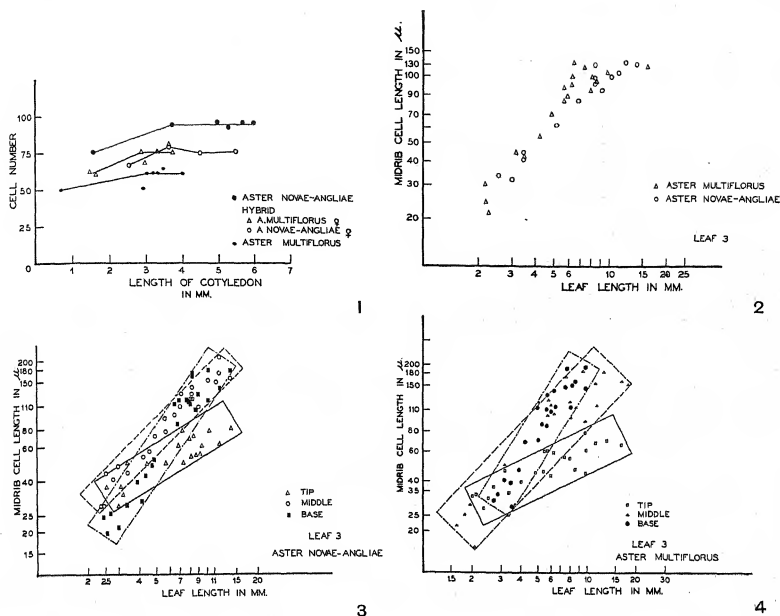 CELL NUMBER
100
75
50
25
0 1 2 3 4 5 6 7
LENGTH OF COTYLEDON
IN MM.
ASTER NOVAE-ANGLIAE
HYBRID
A. MULTIFLORUS ♀
A NOVAE-ANGLIAE ♀
ASTER MULTIFLORUS
1
MIDRIB CELL LENGTH IN μ.
150
130
100
90
70
50
40
30
20
2 3 4 5 6 8 10 15 20 25
LEAF LENGTH IN MM.
ASTER MULTIFLORUS
ASTER NOVAE-ANGLIAE
LEAF 3
2
MIDRIB CELL LENGTH IN μ.
200
150
110
80
60
40
30
25
20
15
2 2.5 3 4 5 7 9 11 15 20
LEAF LENGTH IN MM.
TIP
MIDDLE
BASE
LEAF 3
ASTER NOVAE-ANGLIAE
3
MIDRIB CELL LENGTH IN μ.
200
180
150
110
80
60
40
35
25
20
1.5 2 3 4 5 6 8 10 15 20 30
LEAF LENGTH IN MM.
TIP
MIDDLE
BASE
LEAF 3
ASTER MULTIFLORUS
4